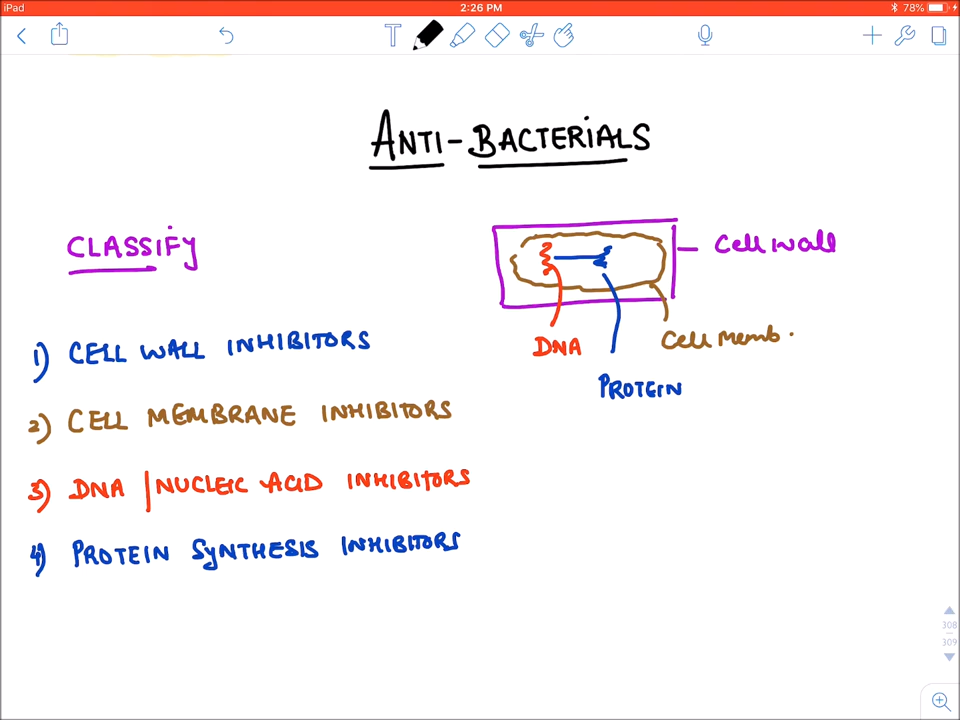 iPad 2:26 PM 78%
T
ANTI-BACTERIALS
CLASSIFY
Cell Wall
DNA
Cell Memb.
PROTEIN
1) CELL WALL INHIBITORS
2) CELL MEMBRANE INHIBITORS
3) DNA / NUCLEIC ACID INHIBITORS
4) PROTEIN SYNTHESIS INHIBITORS
308
309